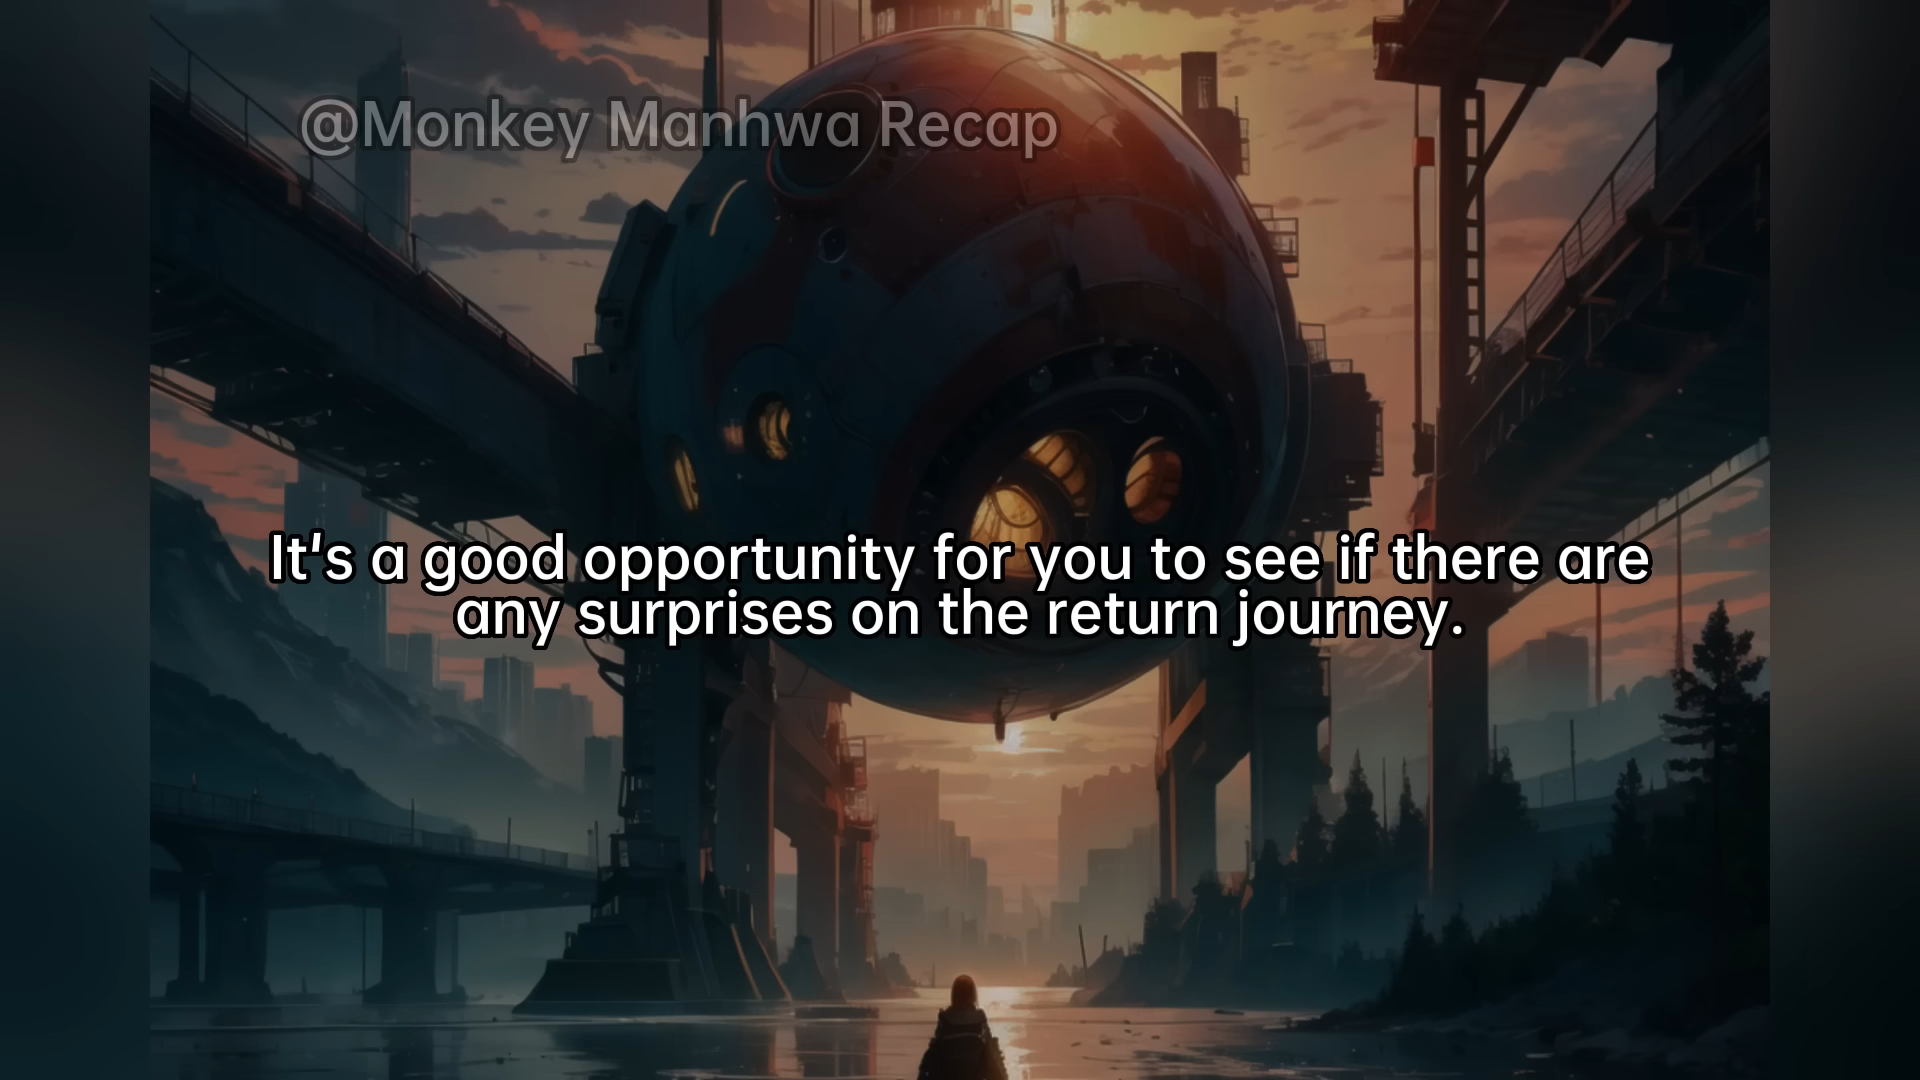 @Monkey Manhwa Recap
It's a good opportunity for you to see if there are
any surprises on the return journey.